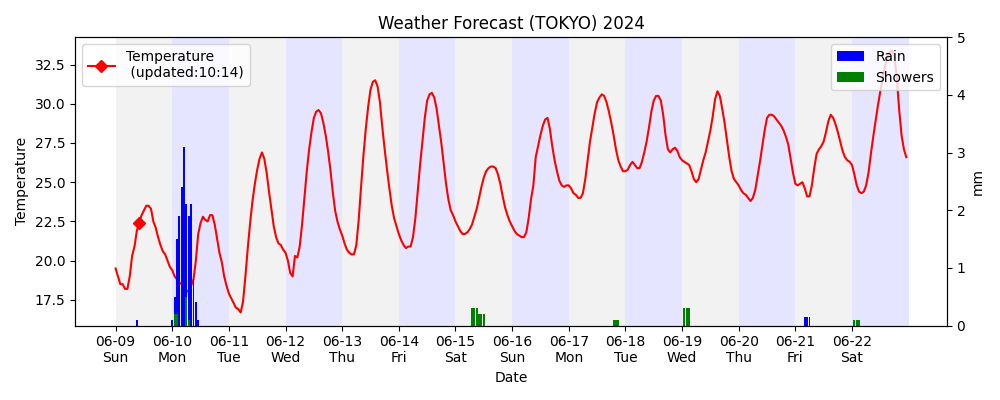 Weather Forecast (TOKYO) 2024
Temperature
(updated:10:14)
Rain
Showers
Temperature
32.5
30.0
27.5
25.0
22.5
20.0
17.5
5
4
3
2
1
0
mm
06-09 06-10 06-11 06-12 06-13 06-14 06-15 06-16 06-17 06-18 06-19 06-20 06-21 06-22
Sun Mon Tue Wed Thu Fri Sat Sun Mon Tue Wed Thu Fri Sat
Date